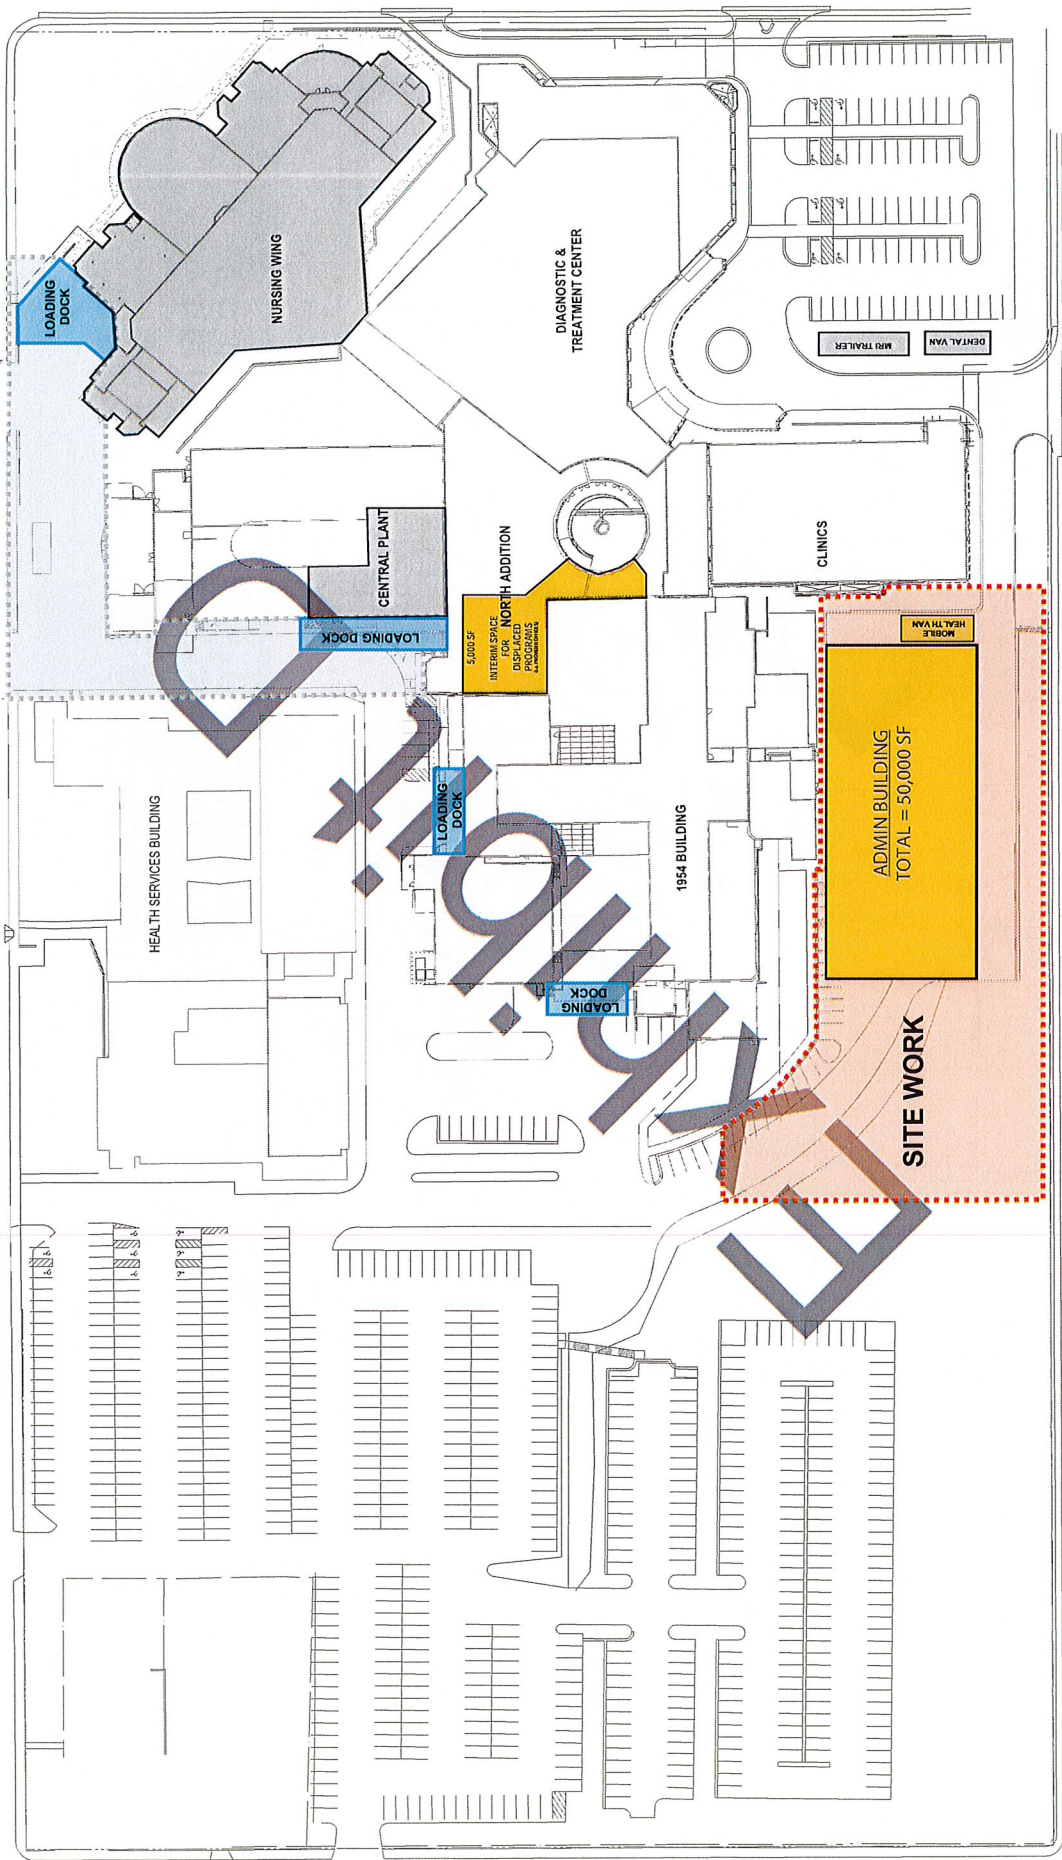 LOADING
DOCK
NURSING WING
DIAGNOSTIC &
TREATMENT CENTER
MRI TRAILER
DENTAL VAN
CENTRAL PLANT
LOADING DOCK
NORTH ADDITION
5,000 SF
INTERIM SPACE
FOR
DISPLACED
PROGRAMS
CLINICS
MOBILE
HEALTH VAN
HEALTH SERVICES BUILDING
LOADING
DOCK
1954 BUILDING
ADMIN BUILDING
TOTAL = 50,000 SF
LOADING
DOCK
SITE WORK
Exhibit D